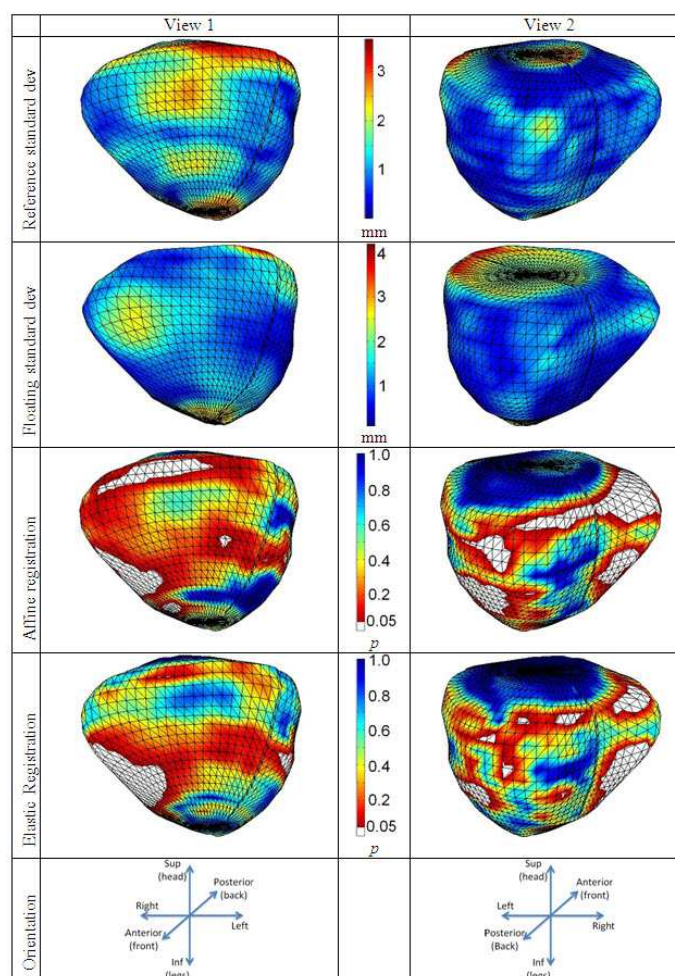 View 1
View 2
Reference standard dev
3
2
1
mm
Floating standard dev
4
3
2
1
mm
Affine registration
1.0
0.8
0.6
0.4
0.2
0.05
p
Elastic Registration
1.0
0.8
0.6
0.4
0.2
0.05
p
Orientation
Sup
(head)
Posterior
(back)
Right
Left
Anterior
(front)
Inf
(legs)
Sup
(head)
Anterior
(front)
Left
Right
Posterior
(Back)
Inf
(legs)